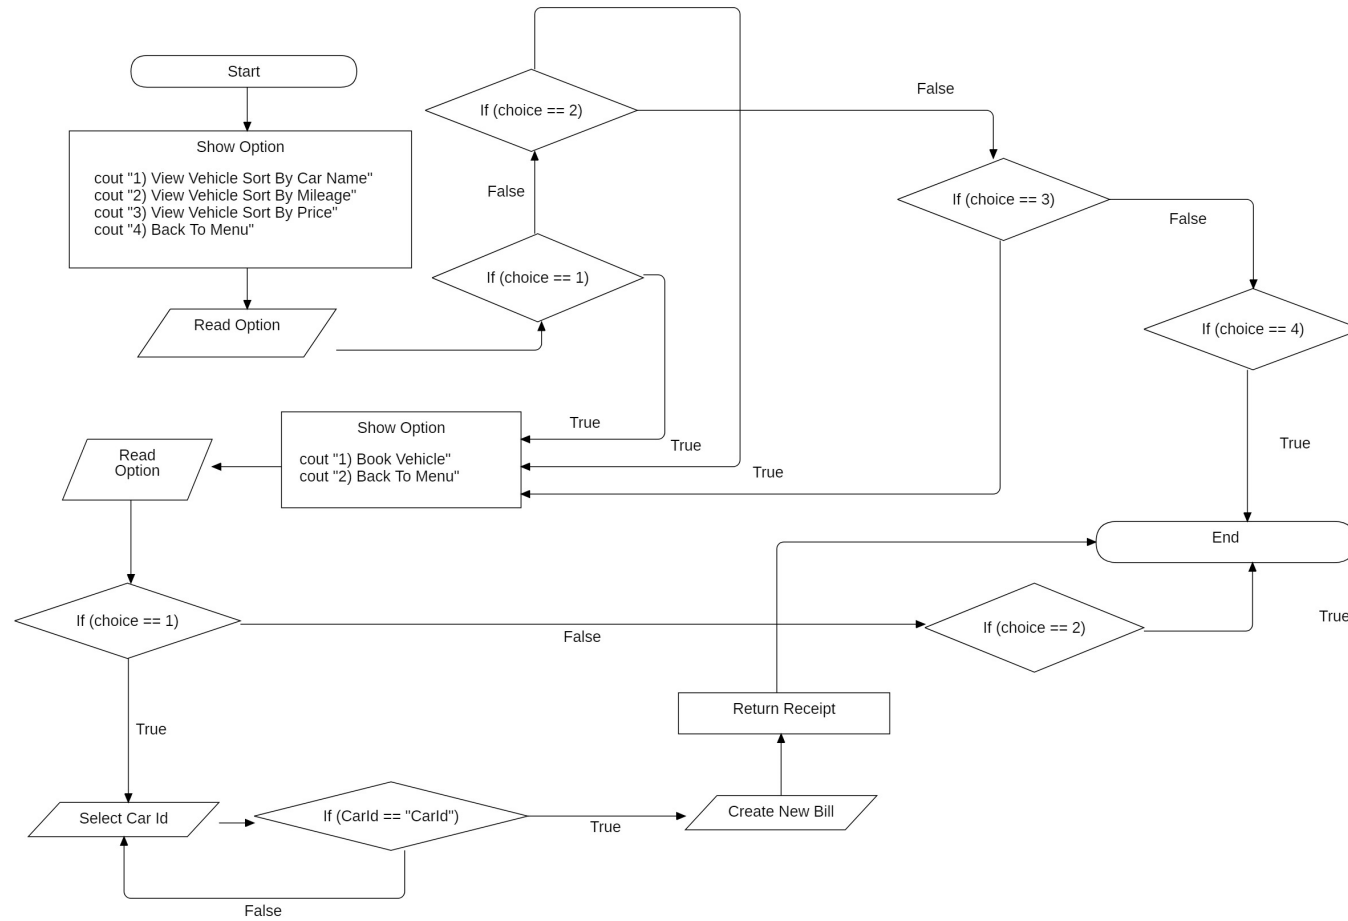 Start
Show Option
cout "1) View Vehicle Sort By Car Name"
cout "2) View Vehicle Sort By Mileage"
cout "3) View Vehicle Sort By Price"
cout "4) Back To Menu"
Read Option
If (choice == 1)
False
If (choice == 2)
False
If (choice == 3)
False
If (choice == 4)
True
True
True
True
Show Option
cout "1) Book Vehicle"
cout "2) Back To Menu"
Read
Option
End
If (choice == 1)
False
If (choice == 2)
True
True
Select Car Id
If (CarId == "CarId")
False
True
Create New Bill
Return Receipt